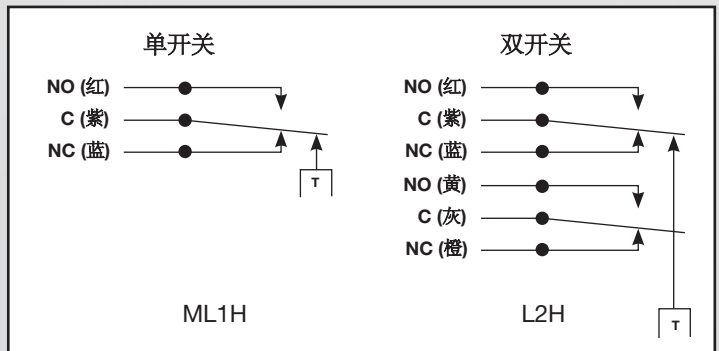 单开关
NO (红)
C (紫)
NC (蓝)
T
ML1H
双开关
NO (红)
C (紫)
NC (蓝)
NO (黄)
C (灰)
NC (橙)
T
L2H